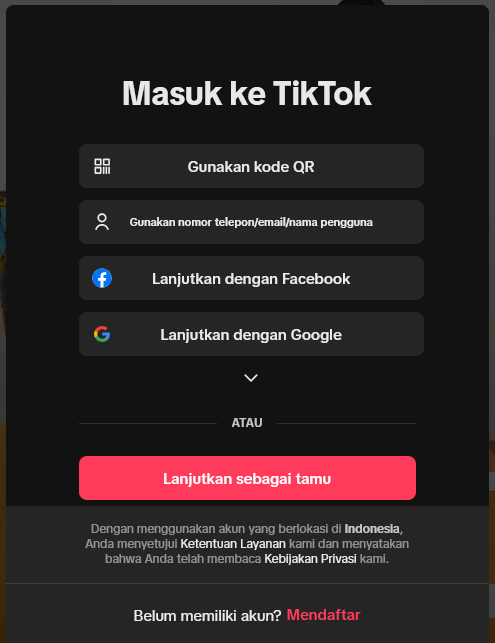 Masuk ke TikTok
Gunakan kode QR
Gunakan nomor telepon/email/nama pengguna
Lanjutkan dengan Facebook
Lanjutkan dengan Google
ATAU
Lanjutkan sebagai tamu
Dengan menggunakan akun yang berlokasi di Indonesia,
Anda menyetujui Ketentuan Layanan kami dan menyatakan
bahwa Anda telah membaca Kebijakan Privasi kami.
Belum memiliki akun? Mendaftar